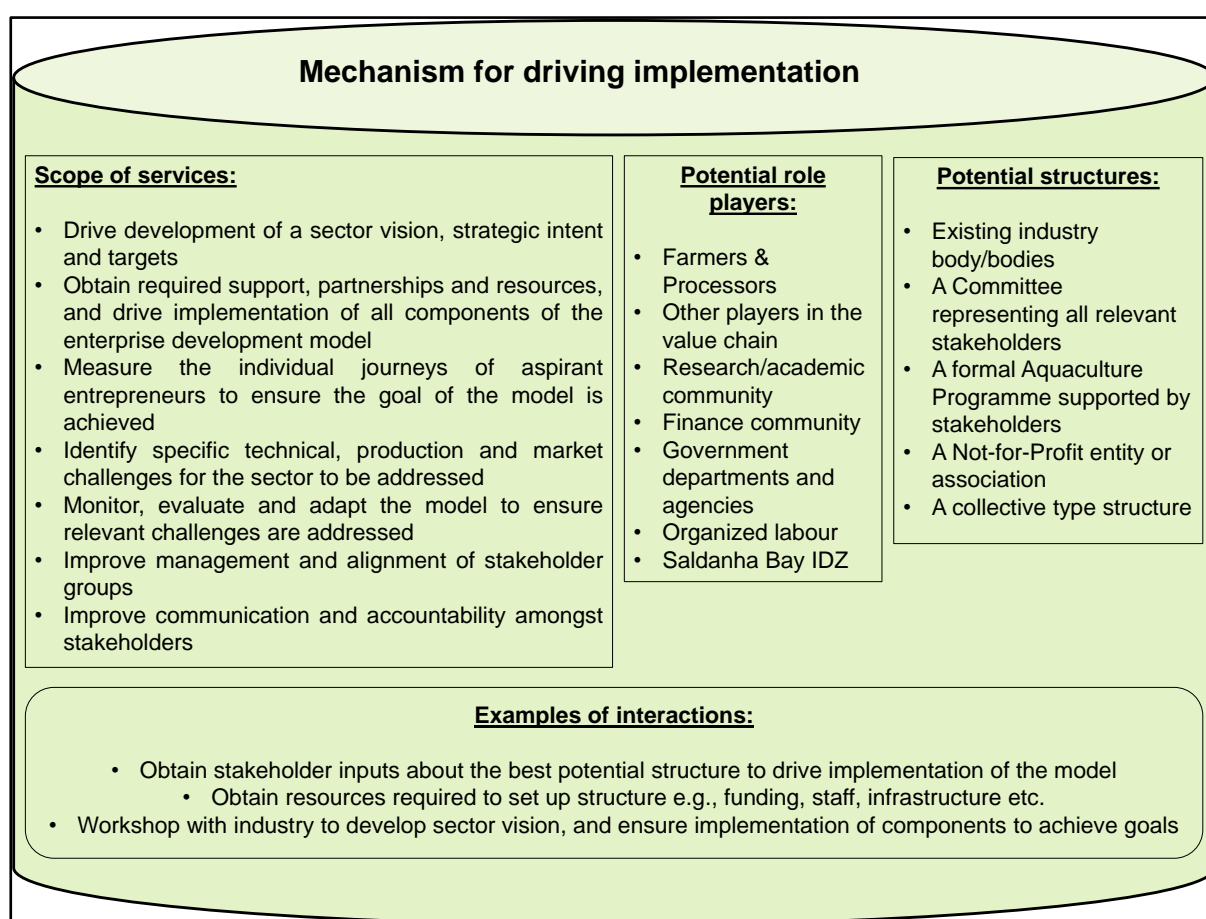 Mechanism for driving implementation
Scope of services:
• Drive development of a sector vision, strategic intent
and targets
• Obtain required support, partnerships and resources,
and drive implementation of all components of the
enterprise development model
• Measure the individual journeys of aspirant
entrepreneurs to ensure the goal of the model is
achieved
• Identify specific technical, production and market
challenges for the sector to be addressed
• Monitor, evaluate and adapt the model to ensure
relevant challenges are addressed
• Improve management and alignment of stakeholder
groups
• Improve communication and accountability amongst
stakeholders
Potential role
players:
• Farmers &
Processors
• Other players in the
value chain
• Research/academic
community
• Finance community
• Government
departments and
agencies
• Organized labour
• Saldanha Bay IDZ
Potential structures:
• Existing industry
body/bodies
• A Committee
representing all relevant
stakeholders
• A formal Aquaculture
Programme supported by
stakeholders
• A Not-for-Profit entity or
association
• A collective type structure
Examples of interactions:
• Obtain stakeholder inputs about the best potential structure to drive implementation of the model
• Obtain resources required to set up structure e.g., funding, staff, infrastructure etc.
• Workshop with industry to develop sector vision, and ensure implementation of components to achieve goals